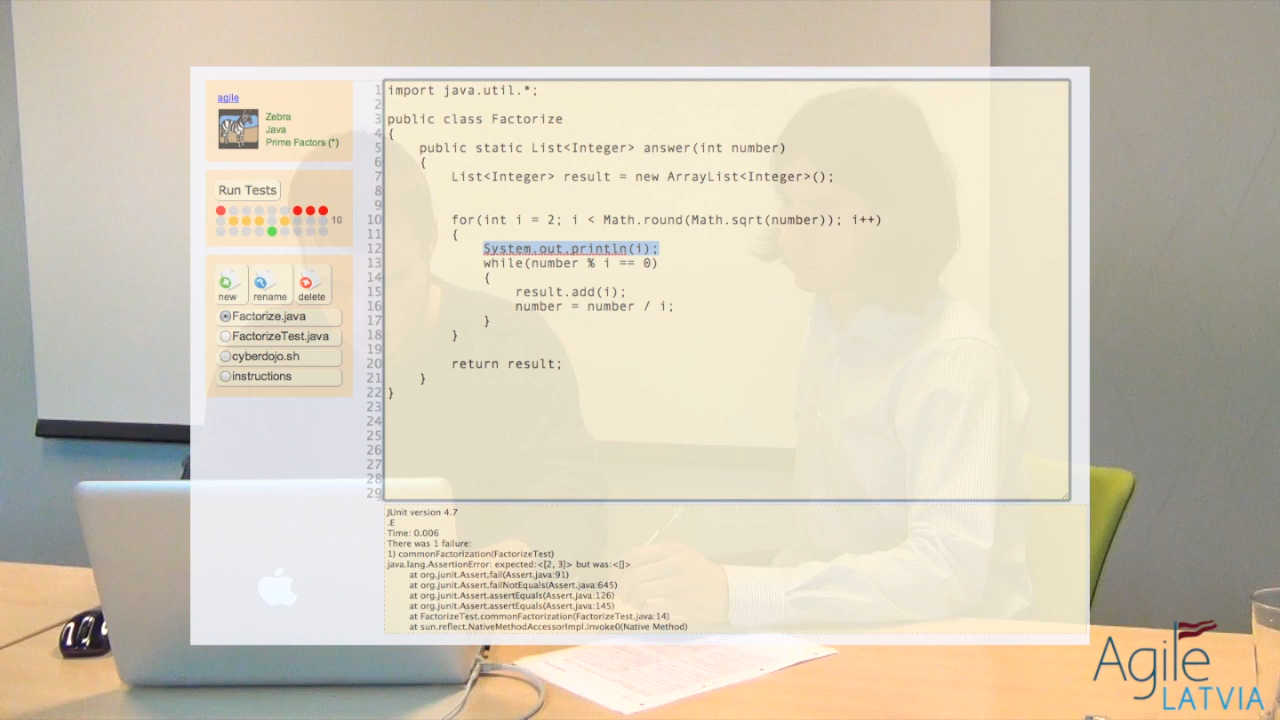 agile
Zebra
Java
Prime Factors (*)
Run Tests
10
new rename delete
Factorize.java
FactorizeTest.java
cyberdojo.sh
instructions
1 import java.util.*;
2
3 public class Factorize
4 {
5 public static List<Integer> answer(int number)
6 {
7 List<Integer> result = new ArrayList<Integer>();
8
9
10 for(int i = 2; i < Math.round(Math.sqrt(number)); i++)
11 {
12 System.out.println(i);
13 while(number % i == 0)
14 {
15 result.add(i);
16 number = number / i;
17 }
18 }
19
20 return result;
21 }
22 }
23
24
25
26
27
28
29
JUnit version 4.7
.E
Time: 0.006
There was 1 failure:
1) commonFactorization(FactorizeTest)
java.lang.AssertionError: expected:<[2, 3]> but was:<[]>
at org.junit.Assert.fail(Assert.java:91)
at org.junit.Assert.failNotEquals(Assert.java:645)
at org.junit.Assert.assertEquals(Assert.java:126)
at org.junit.Assert.assertEquals(Assert.java:145)
at FactorizeTest.commonFactorization(FactorizeTest.java:14)
at sun.reflect.NativeMethodAccessorImpl.invoke0(Native Method)
Agile
LATVIA